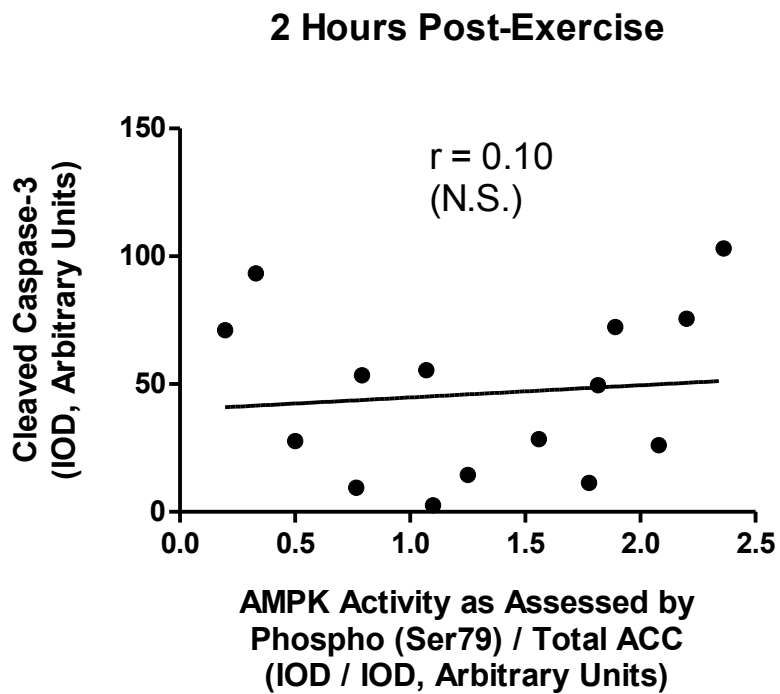 2 Hours Post-Exercise
r = 0.10
(N.S.)
Cleaved Caspase-3
(IOD, Arbitrary Units)
150
100
50
0
0.0 0.5 1.0 1.5 2.0 2.5
AMPK Activity as Assessed by
Phospho (Ser79) / Total ACC
(IOD / IOD, Arbitrary Units)